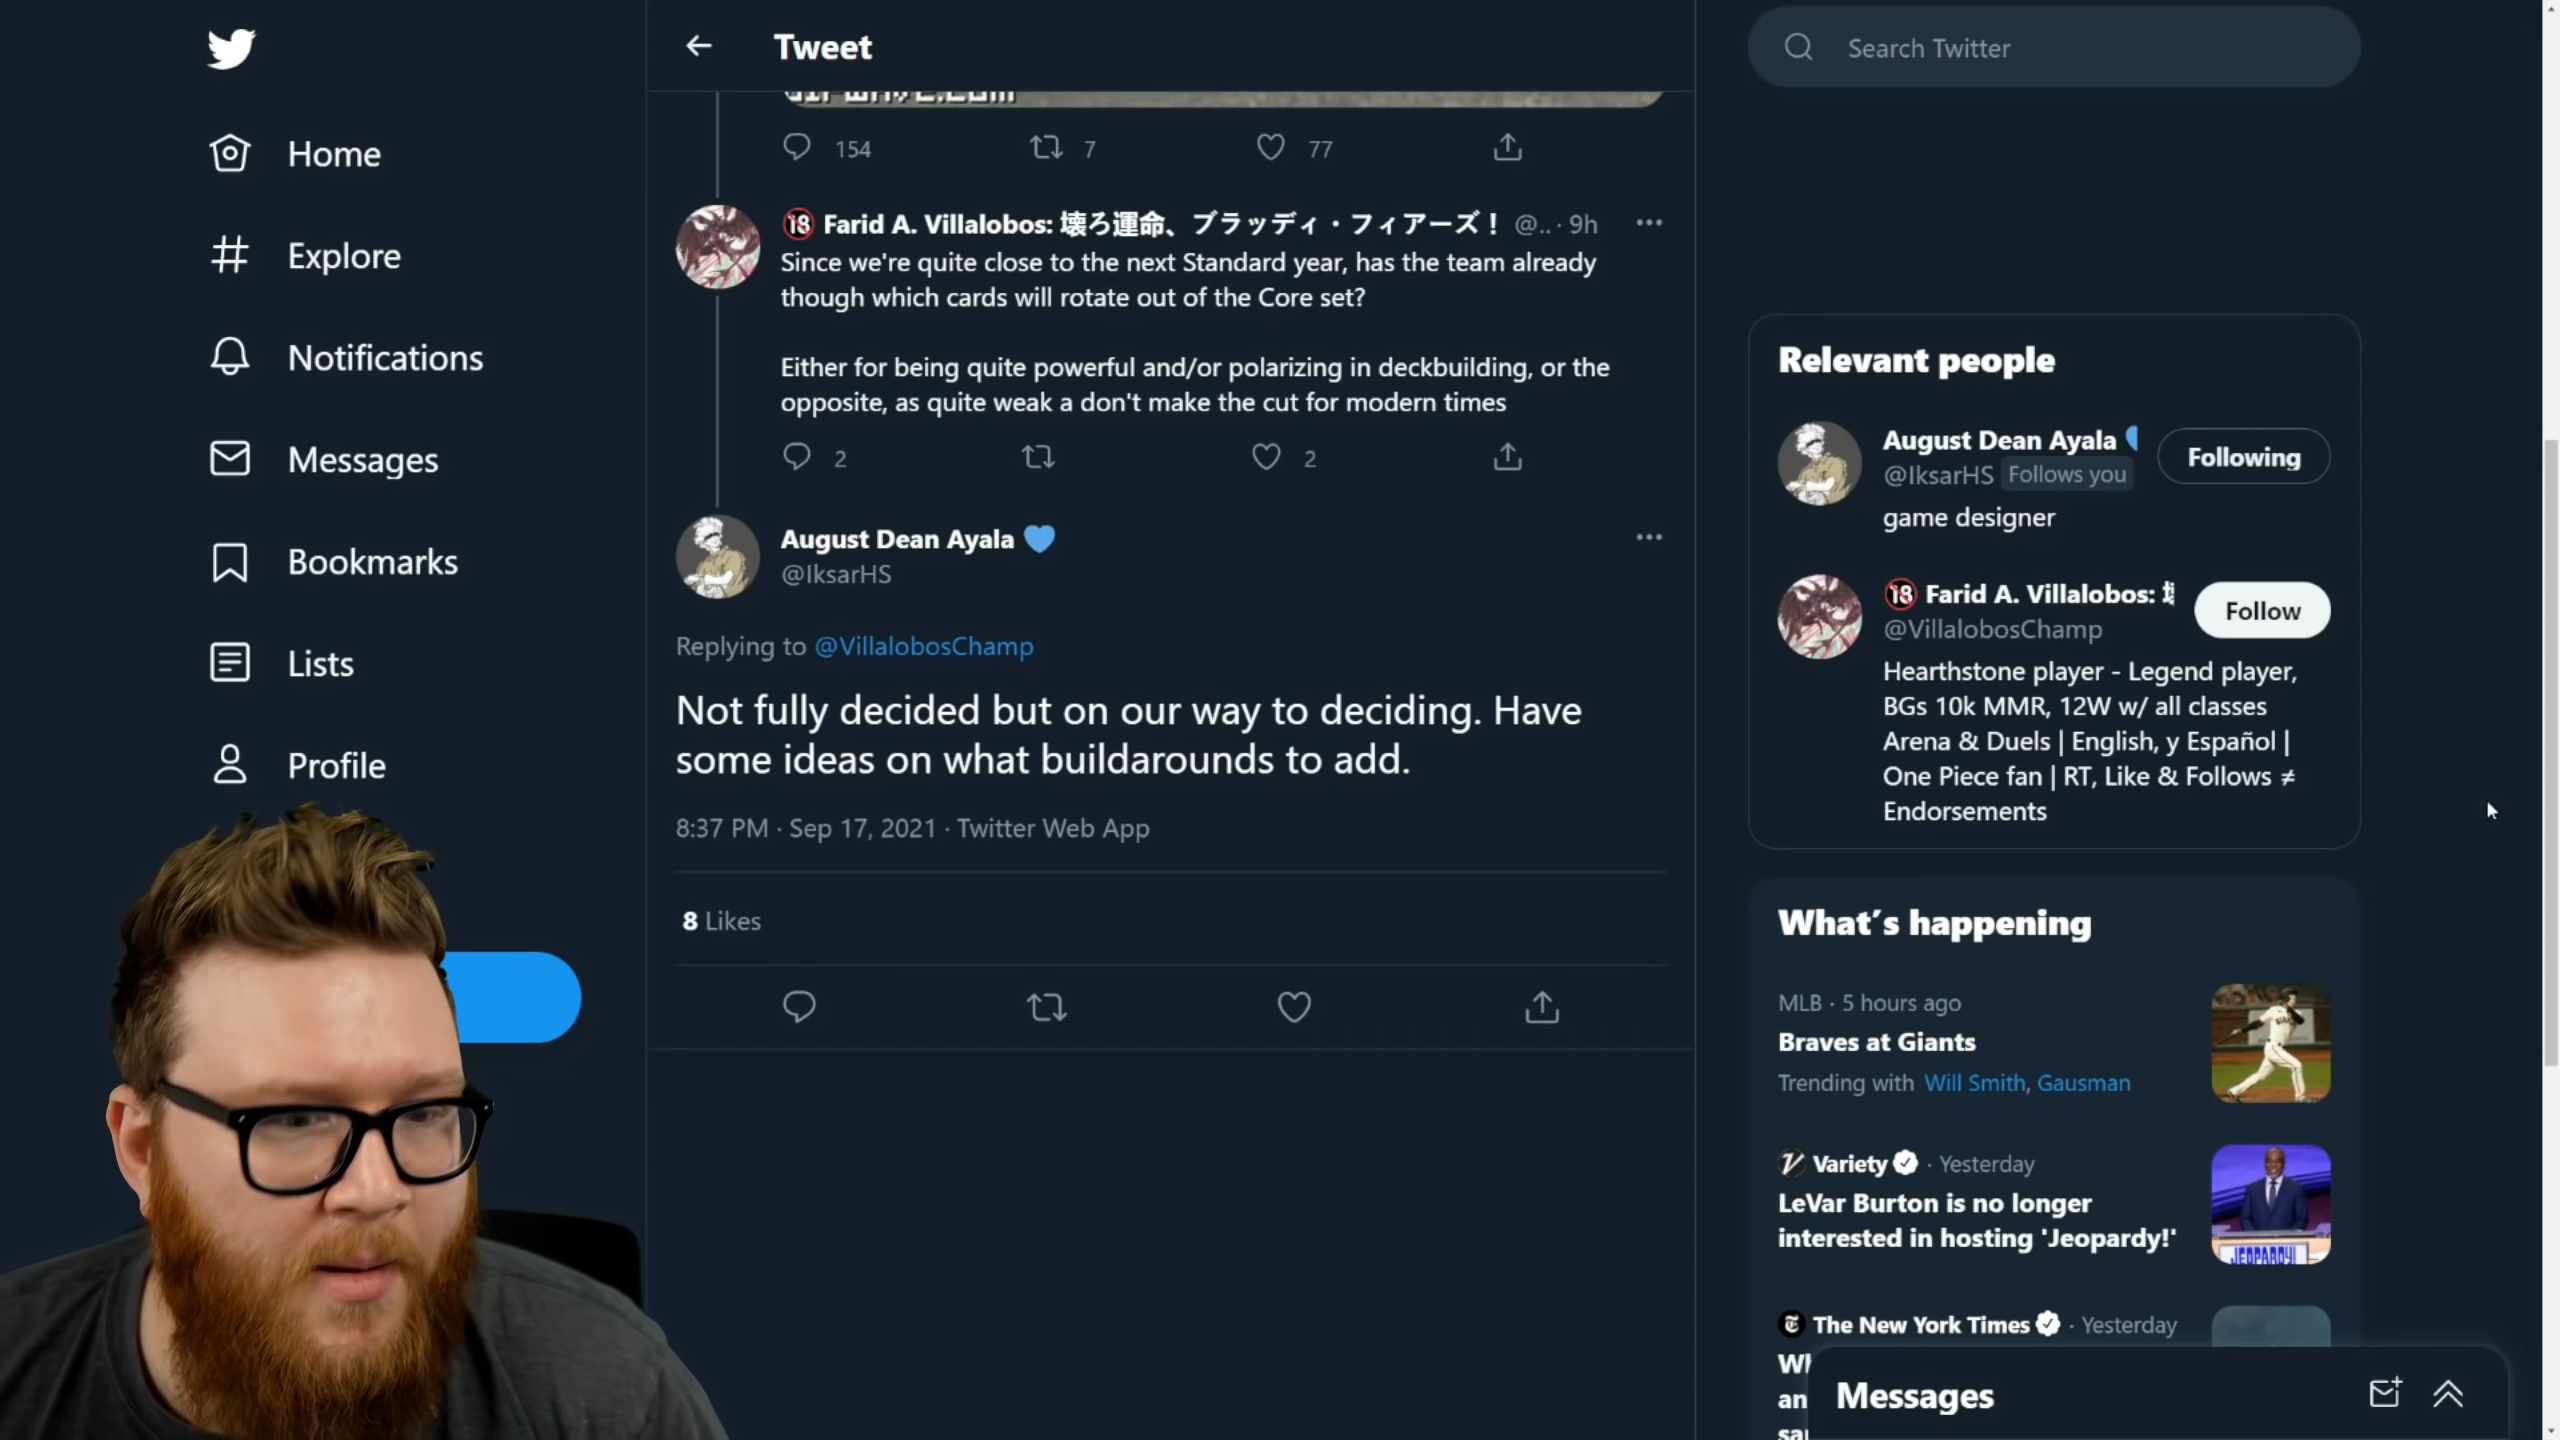 Home
Explore
Notifications
Messages
Bookmarks
Lists
Profile
Tweet
154
7
77
Farid A. Villalobos: 壊ろ運命、ブラッディ・フィアーズ！ @.. · 9h
Since we're quite close to the next Standard year, has the team already
though which cards will rotate out of the Core set?
Either for being quite powerful and/or polarizing in deckbuilding, or the
opposite, as quite weak a don't make the cut for modern times
2
2
August Dean Ayala
@IksarHS
Replying to @VillalobosChamp
Not fully decided but on our way to deciding. Have
some ideas on what buildarounds to add.
8:37 PM · Sep 17, 2021 · Twitter Web App
8 Likes
Search Twitter
Relevant people
August Dean Ayala
@IksarHS Follows you
Following
game designer
Farid A. Villalobos:
@VillalobosChamp
Follow
Hearthstone player - Legend player,
BGs 10k MMR, 12W w/ all classes
Arena & Duels | English, y Español |
One Piece fan | RT, Like & Follows ≠
Endorsements
What's happening
MLB · 5 hours ago
Braves at Giants
Trending with Will Smith, Gausman
Variety · Yesterday
LeVar Burton is no longer
interested in hosting 'Jeopardy!'
JEOPARDY!
The New York Times · Yesterday
Messages